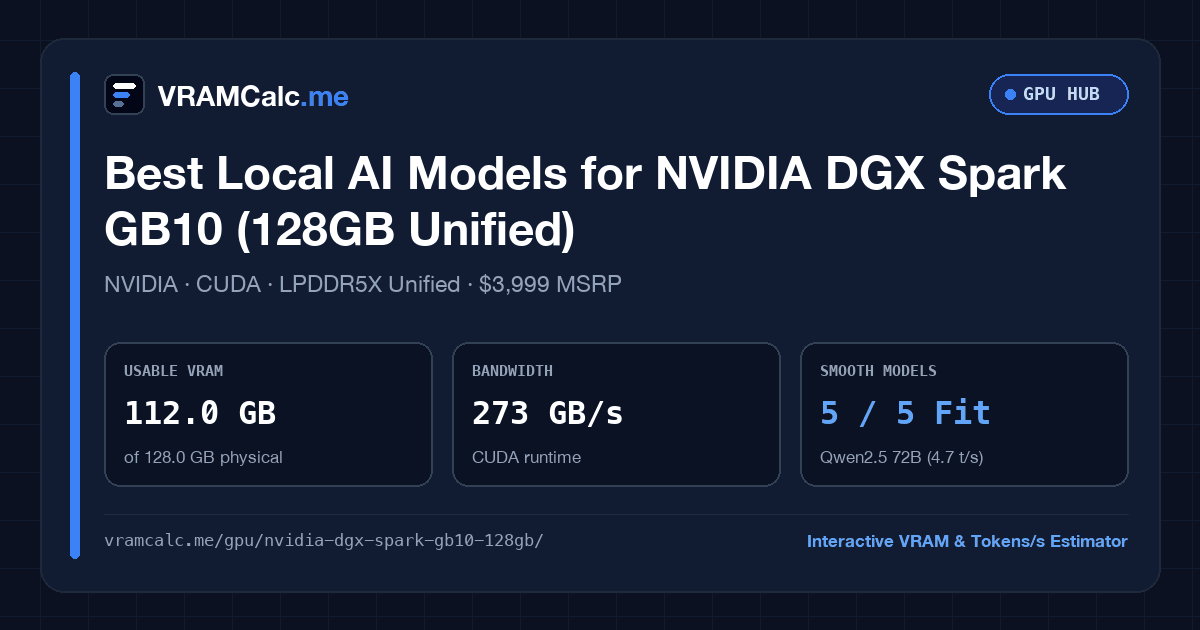 VRAMCalc.me
GPU HUB
Best Local AI Models for NVIDIA DGX Spark
GB10 (128GB Unified)
NVIDIA · CUDA · LPDDR5X Unified · $3,999 MSRP
USABLE VRAM
112.0 GB
of 128.0 GB physical
BANDWIDTH
273 GB/s
CUDA runtime
SMOOTH MODELS
5 / 5 Fit
Qwen2.5 72B (4.7 t/s)
vramcalc.me/gpu/nvidia-dgx-spark-gb10-128gb/
Interactive VRAM & Tokens/s Estimator